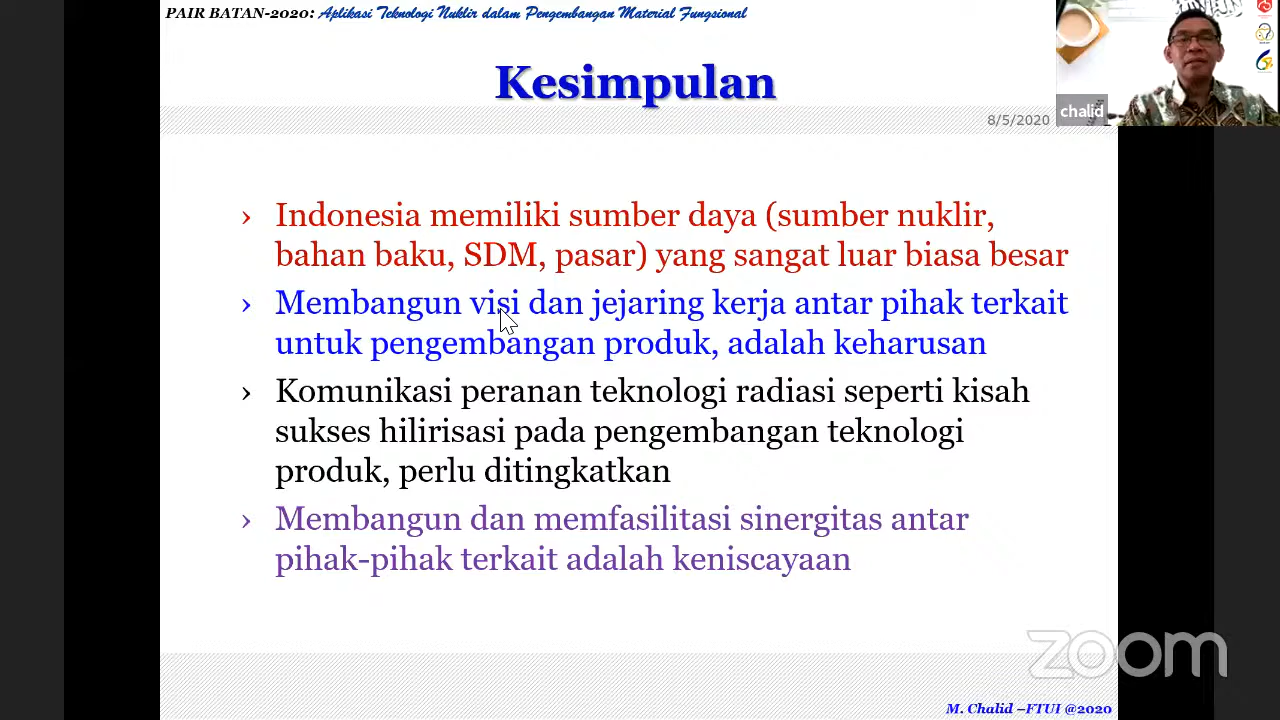 PAIR BATAN-2020: Aplikasi Teknologi Nuklir dalam Pengembangan Material Fungsional
Kesimpulan
chalid
8/5/2020
› Indonesia memiliki sumber daya (sumber nuklir,
bahan baku, SDM, pasar) yang sangat luar biasa besar
› Membangun visi dan jejaring kerja antar pihak terkait
untuk pengembangan produk, adalah keharusan
› Komunikasi peranan teknologi radiasi seperti kisah
sukses hilirisasi pada pengembangan teknologi
produk, perlu ditingkatkan
› Membangun dan memfasilitasi sinergitas antar
pihak-pihak terkait adalah keniscayaan
zoom
M. Chalid –FTUI @2020